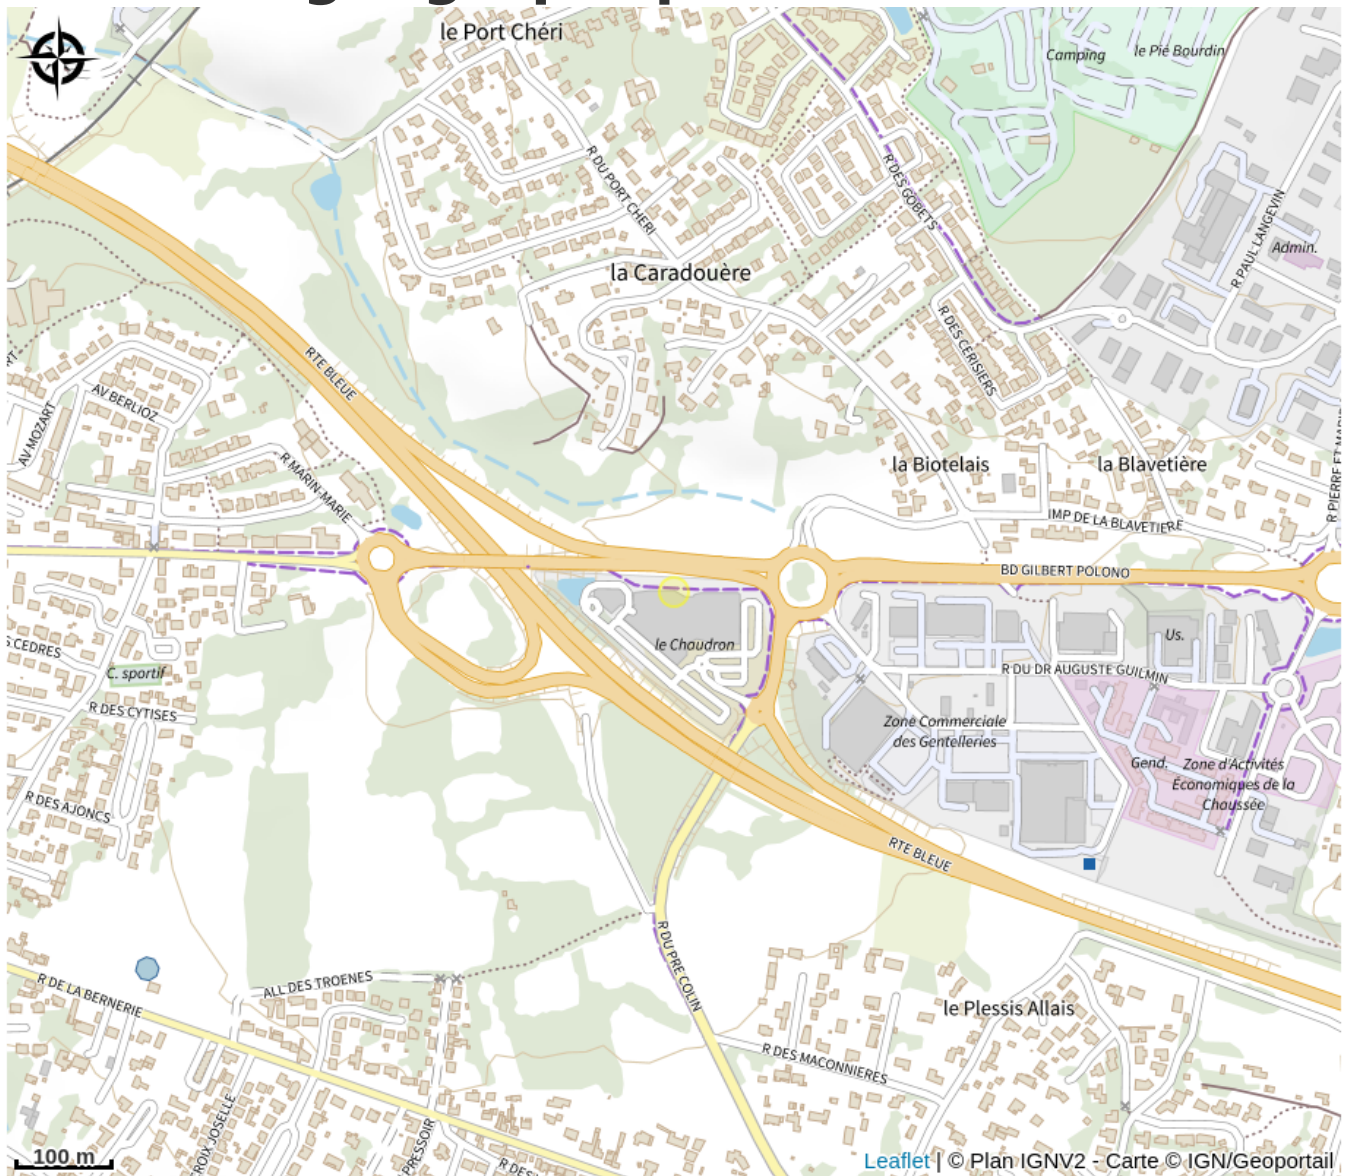 le Port Chéri
Camping
le Pié Bourdin
R DU PORT CHERI
R DES GOBETS
R PAUL LANGEVIN
Admin.
la Caradouère
R DES CERISIERS
RTE BLEUE
AV BERLIOZ
AV MOZART
R MARIN-MARIE
la Biotelais
la Blavetière
IMP DE LA BLAVETIERE
BD GILBERT POLONO
le Chaudron
Us.
R DU DR AUGUSTE GUILMIN
S CEDRES
C. sportif
R DES CYTISES
Zone Commerciale
des Gentelleries
Gend.
Zone d'Activités
Économiques de la
Chaussée
R DES AJONCS
RTE BLEUE
R DU PRE COLIN
R DE LA BERNERIE
ALL DES TROENES
le Plessis Allais
R DES MACONNIERES
CROIX JOSELLE
PRESSOIR
R DES
100 m
Leaflet | © Plan IGNV2 - Carte © IGN/Geoportail